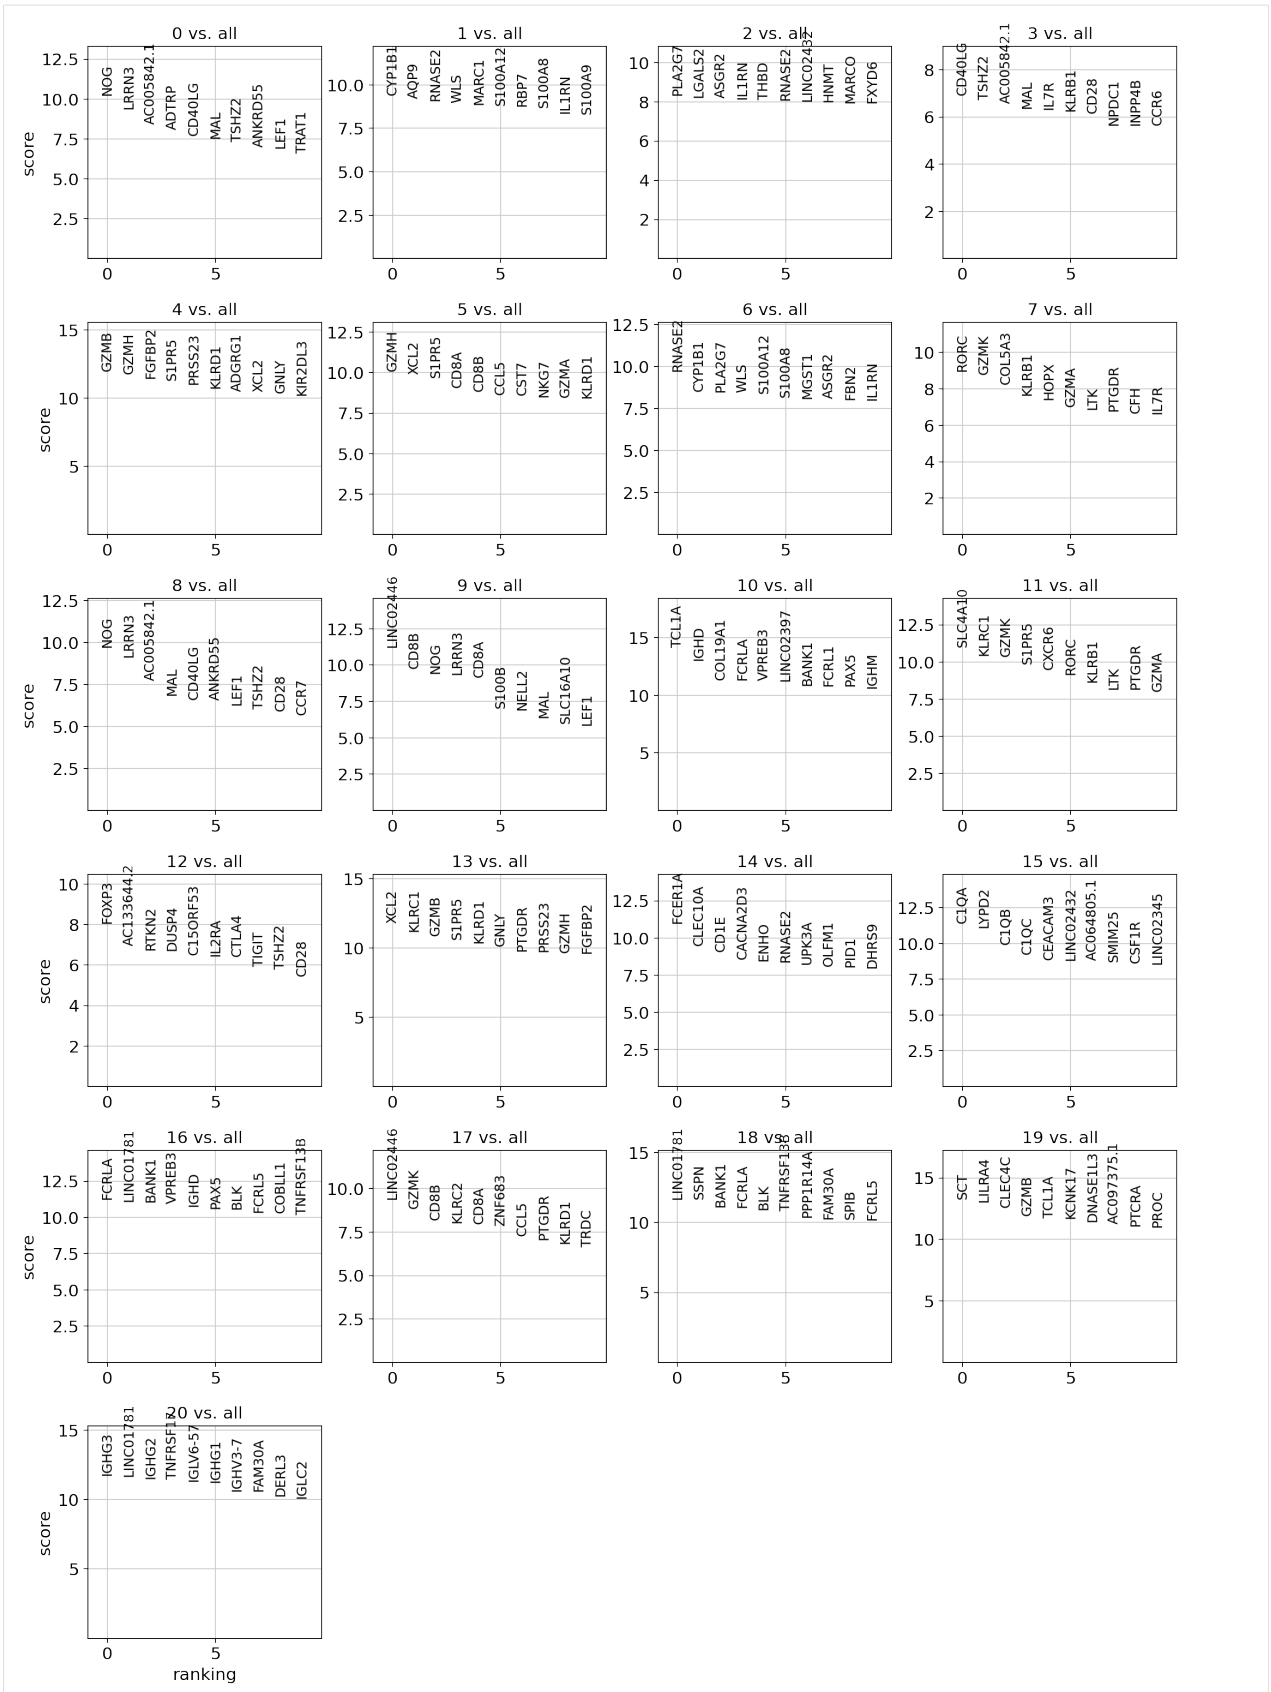 0 vs. all
1 vs. all
2 vs. all
3 vs. all
score
12.5
10.0
7.5
5.0
2.5
NOG
LRRN3
AC005842.1
ADTRP
CD40LG
MAL
TSHZ2
ANKRD55
LEF1
TRAT1
0
5
10.0
7.5
5.0
2.5
CYP1B1
AQP9
RNASE2
WLS
MARC1
S100A12
RBP7
S100A8
IL1RN
S100A9
0
5
10
8
6
4
2
PLA2G7
LGALS2
ASGR2
IL1RN
THBD
RNASE2
LINC02432
HNMT
MARCO
FXYD6
0
5
8
6
4
2
CD40LG
TSHZ2
AC005842.1
MAL
IL7R
KLRB1
CD28
NPDC1
INPP4B
CCR6
0
5
4 vs. all
5 vs. all
6 vs. all
7 vs. all
score
15
10
5
GZMB
GZMH
FGFBP2
S1PR5
PRSS23
KLRD1
ADGRG1
XCL2
GNLY
KIR2DL3
0
5
12.5
10.0
7.5
5.0
2.5
GZMH
XCL2
S1PR5
CD8A
CD8B
CCL5
CST7
NKG7
GZMA
KLRD1
0
5
12.5
10.0
7.5
5.0
2.5
RNASE2
CYP1B1
PLA2G7
WLS
S100A12
S100A8
MGST1
ASGR2
FBN2
IL1RN
0
5
10
8
6
4
2
RORC
GZMK
COL5A3
KLRB1
HOPX
GZMA
LTK
PTGDR
CFH
IL7R
0
5
8 vs. all
9 vs. all
10 vs. all
11 vs. all
score
12.5
10.0
7.5
5.0
2.5
NOG
LRRN3
AC005842.1
MAL
CD40LG
ANKRD55
LEF1
TSHZ2
CD28
CCR7
0
5
12.5
10.0
7.5
5.0
2.5
LINC02446
CD8B
NOG
LRRN3
CD8A
S100B
NELL2
MAL
SLC16A10
LEF1
0
5
15
10
5
TCL1A
IGHD
COL19A1
FCRLA
VPREB3
LINC02397
BANK1
FCRL1
PAX5
IGHM
0
5
12.5
10.0
7.5
5.0
2.5
SLC4A10
KLRC1
GZMK
S1PR5
CXCR6
RORC
KLRB1
LTK
PTGDR
GZMA
0
5
12 vs. all
13 vs. all
14 vs. all
15 vs. all
score
10
8
6
4
2
FOXP3
AC133644.2
RTKN2
DUSP4
C15ORF53
IL2RA
CTLA4
TIGIT
TSHZ2
CD28
0
5
15
10
5
XCL2
KLRC1
GZMB
S1PR5
KLRD1
GNLY
PTGDR
PRSS23
GZMH
FGFBP2
0
5
12.5
10.0
7.5
5.0
2.5
FCER1A
CLEC10A
CD1E
CACNA2D3
ENHO
RNASE2
UPK3A
OLFM1
PID1
DHRS9
0
5
12.5
10.0
7.5
5.0
2.5
C1QA
LYPD2
C1QB
C1QC
CEACAM3
LINC02432
AC064805.1
SMIM25
CSF1R
LINC02345
0
5
16 vs. all
17 vs. all
18 vs. all
19 vs. all
score
12.5
10.0
7.5
5.0
2.5
FCRLA
LINC01781
BANK1
VPREB3
IGHD
PAX5
BLK
FCRL5
COBLL1
TNFRSF13B
0
5
10.0
7.5
5.0
2.5
LINC02446
GZMK
CD8B
KLRC2
CD8A
ZNF683
CCL5
PTGDR
KLRD1
TRDC
0
5
15
10
5
LINC01781
SSPN
BANK1
FCRLA
BLK
TNFRSF13B
PPP1R14A
FAM30A
SPIB
FCRL5
0
5
15
10
5
SCT
LILRA4
CLEC4C
GZMB
TCL1A
KCNK17
DNASE1L3
AC097375.1
PTCRA
PROC
0
5
20 vs. all
score
15
10
5
IGHG3
LINC01781
IGHG2
TNFRSF17
IGLV6-57
IGHG1
IGHV3-7
FAM30A
DERL3
IGLC2
0
5
ranking